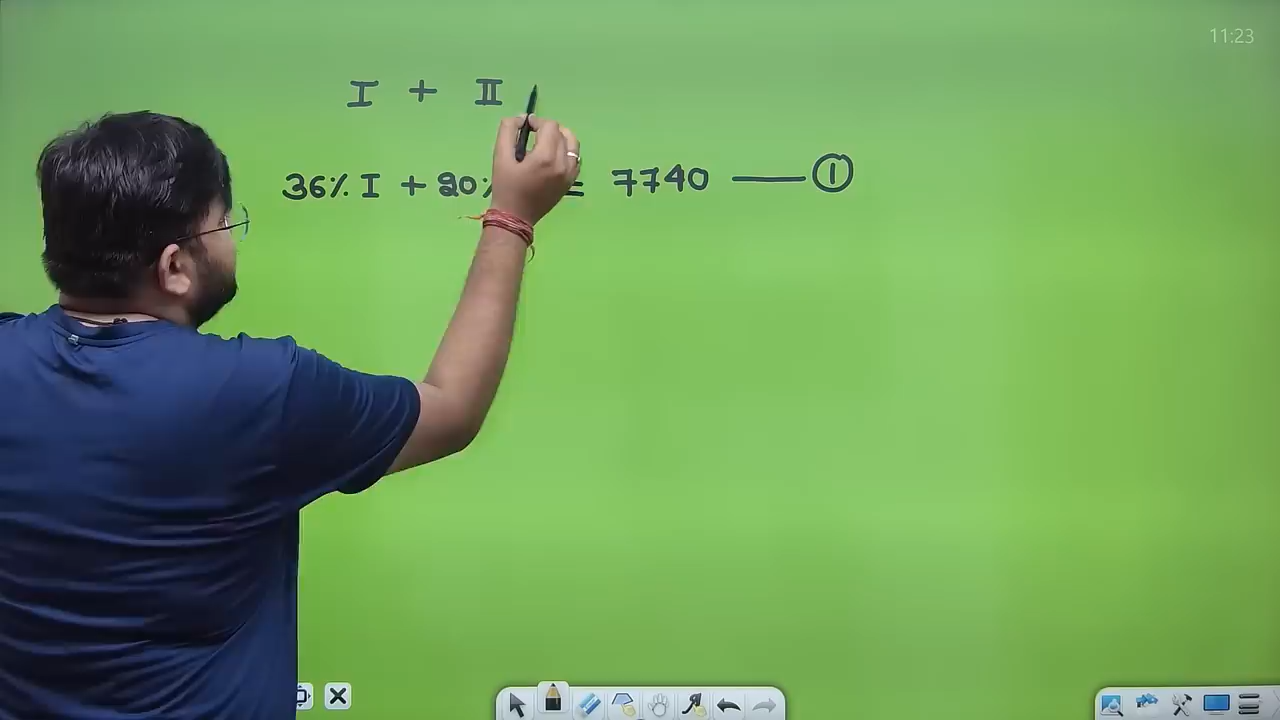 11:23
I + II
36% I + 20% = 7740 — ①